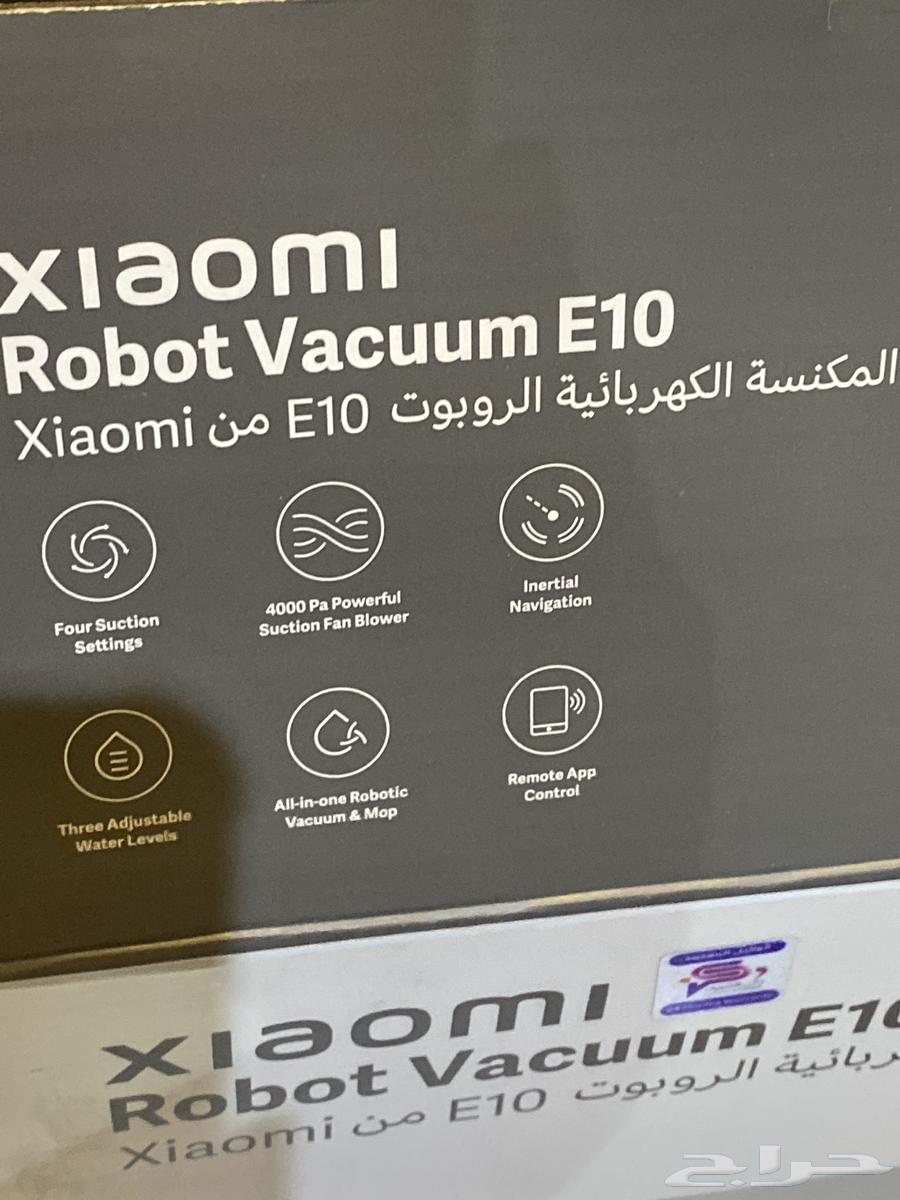 xiaomi
Robot Vacuum E10
المكنسة الكهربائية الروبوت E10 من Xiaomi
Four Suction
Settings
4000 Pa Powerful
Suction Fan Blower
Inertial
Navigation
Three Adjustable
Water Levels
All-in-one Robotic
Vacuum & Mop
Remote App
Control
xiaomi
Robot Vacuum E10
الروبوت E10 من Xiaomi
حراج